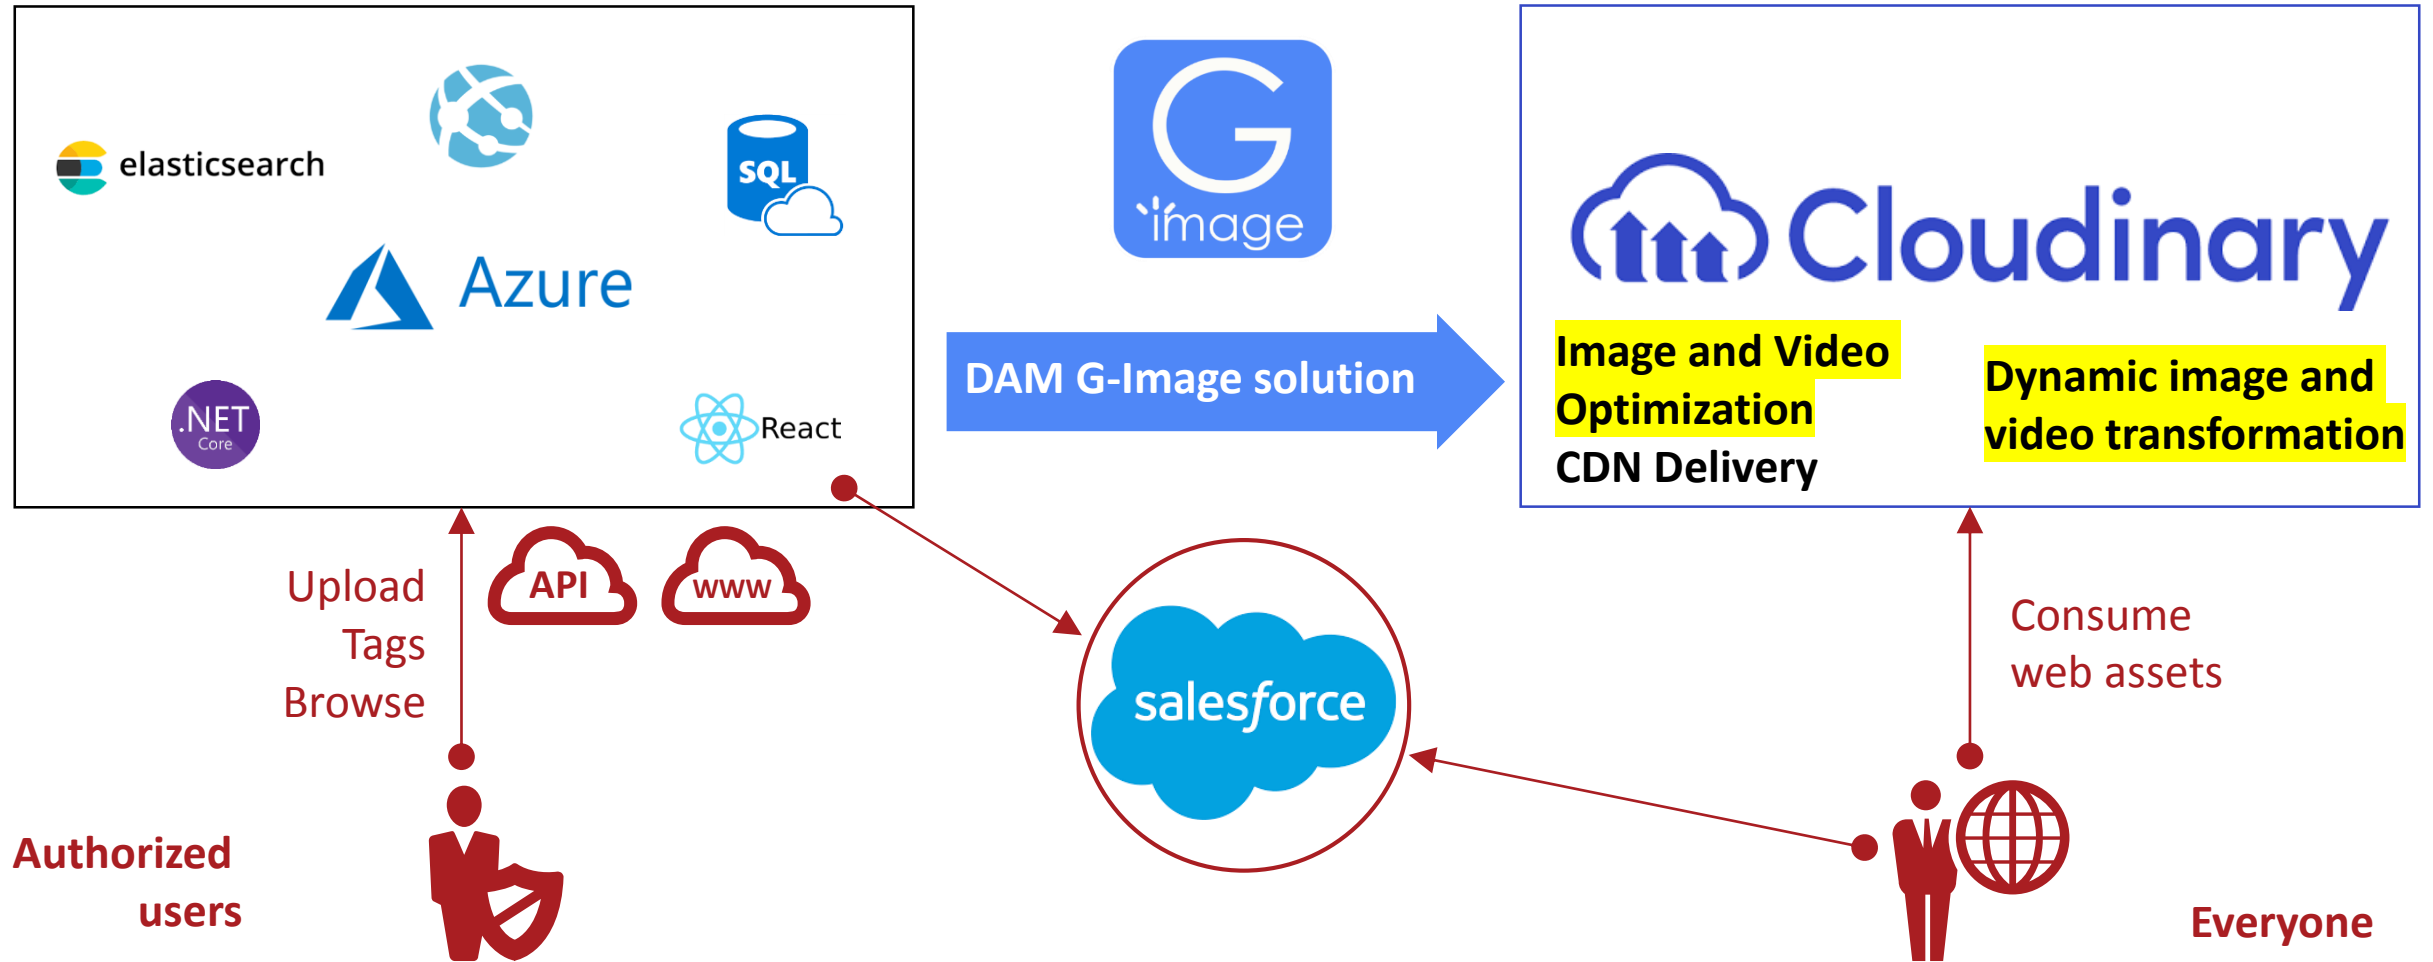 elasticsearch
SQL
Azure
.NET
Core
React
G
image
DAM G-Image solution
Cloudinary
Image and Video
Optimization
CDN Delivery
Dynamic image and
video transformation
Upload
Tags
Browse
API
www
salesforce
Consume
web assets
Authorized
users
Everyone